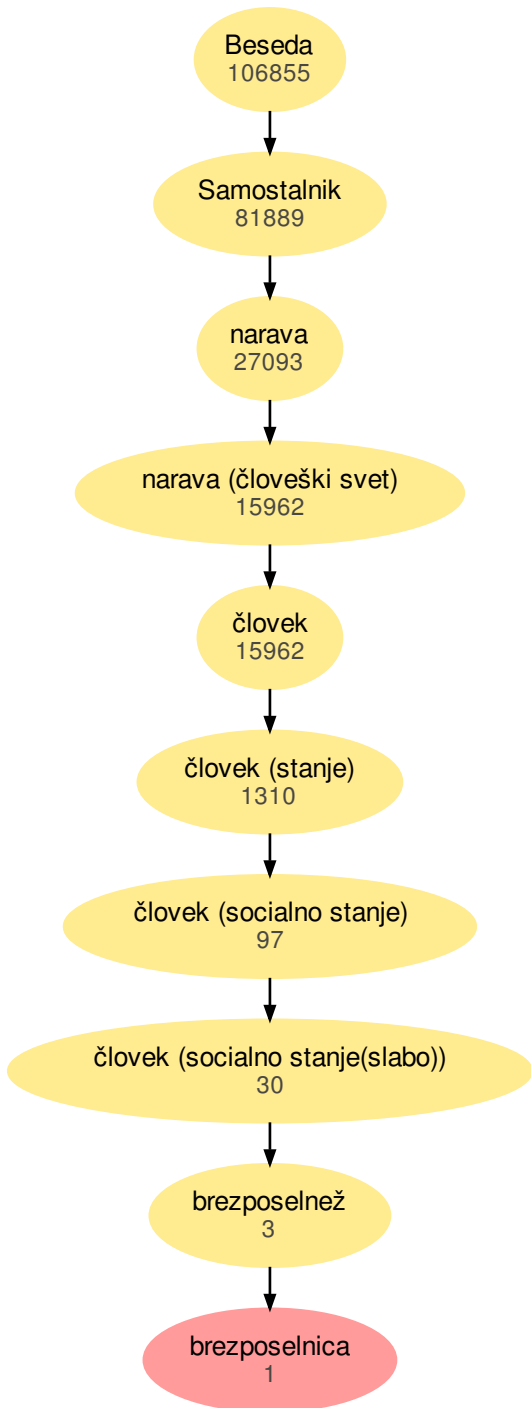 Beseda
106855
Samostalnik
81889
narava
27093
narava (človeški svet)
15962
človek
15962
človek (stanje)
1310
človek (socialno stanje)
97
človek (socialno stanje(slabo))
30
brezposelnež
3
brezposelnica
1